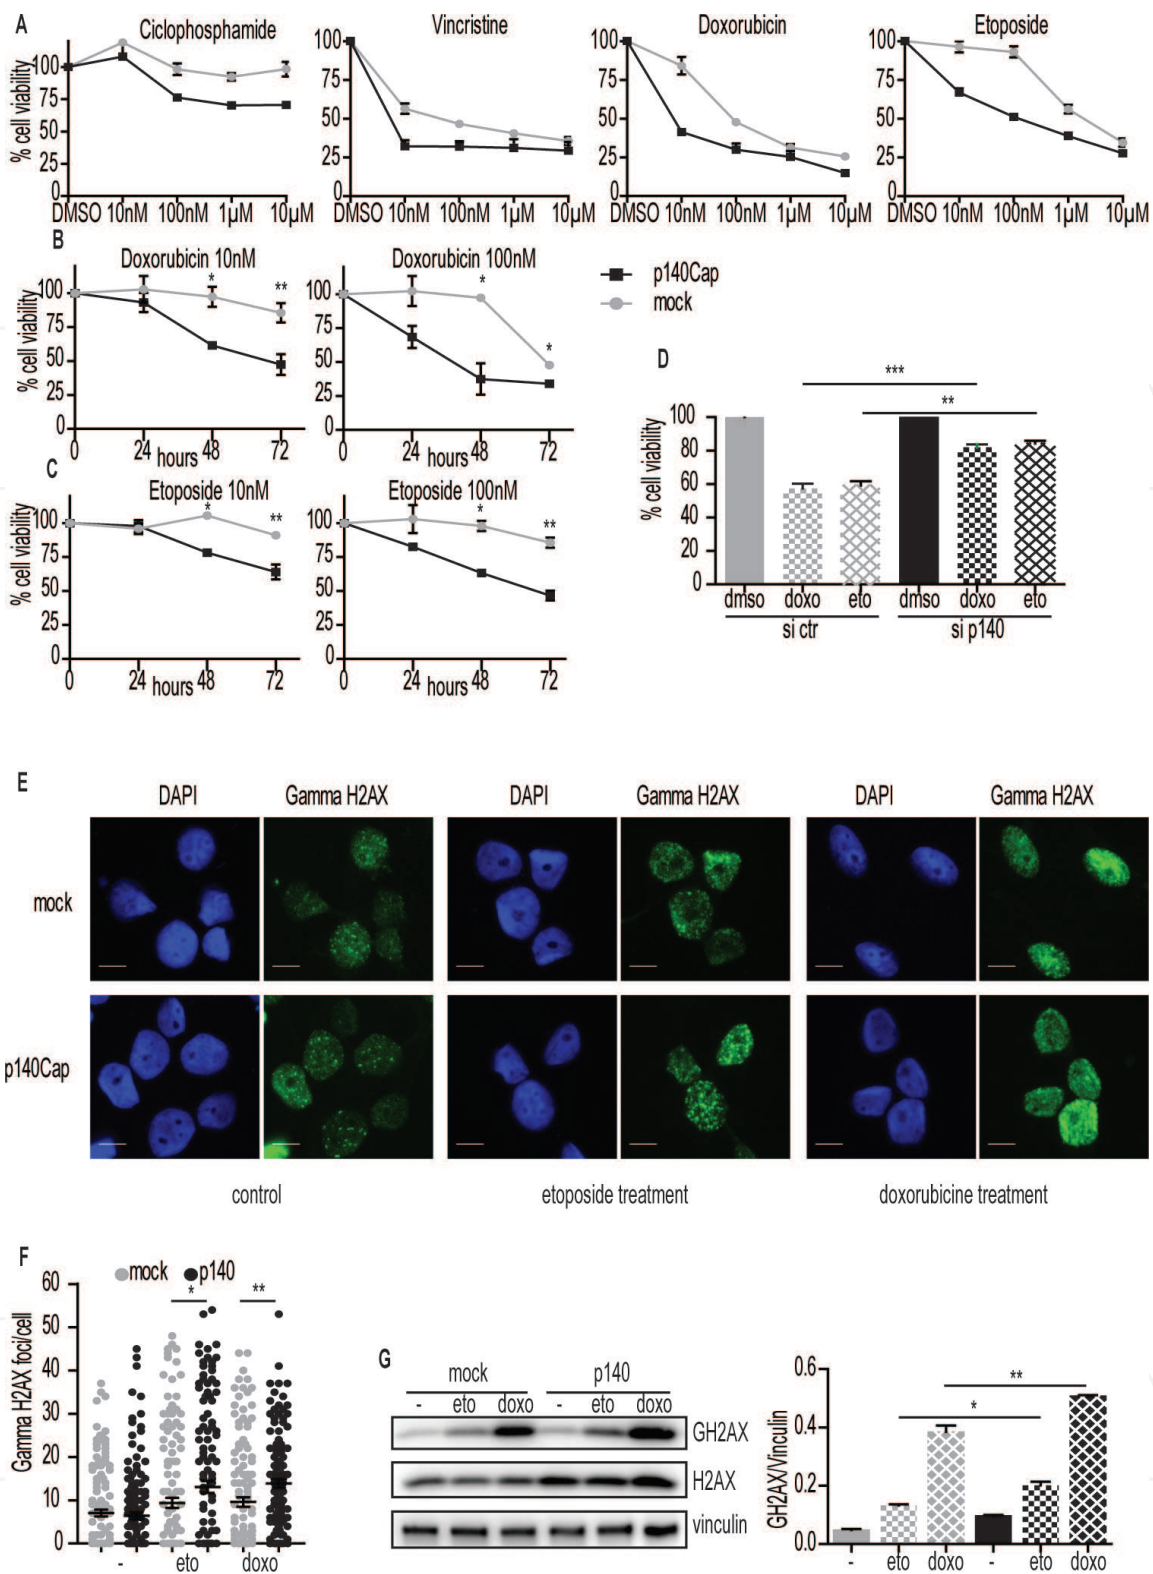 A
Ciclophosphamide
Vincristine
Doxorubicin
Etoposide
% cell viability
100
75
50
25
0
DMSO 10nM 100nM 1µM 10µM
100
75
50
25
0
DMSO 10nM 100nM 1µM 10µM
100
75
50
25
0
DMSO 10nM 100nM 1µM 10µM
100
75
50
25
0
DMSO 10nM 100nM 1µM 10µM
B
Doxorubicin 10nM
Doxorubicin 100nM
% cell viability
100
75
50
25
0
* **
0 24 48 72
hours
100
75
50
25
0
* *
0 24 48 72
hours
p140Cap
mock
C
Etoposide 10nM
Etoposide 100nM
% cell viability
100
75
50
25
0
* **
0 24 48 72
hours
100
75
50
25
0
* **
0 24 48 72
hours
D
% cell viability
100
80
60
40
20
0
***
**
dmso doxo eto dmso doxo eto
si ctr si p140
E
DAPI Gamma H2AX DAPI Gamma H2AX DAPI Gamma H2AX
mock
p140Cap
control etoposide treatment doxorubicine treatment
F
mock p140
Gamma H2AX foci/cell
60
50
40
30
20
10
0
* **
- eto doxo
G
mock p140
- eto doxo - eto doxo
GH2AX
H2AX
vinculin
GH2AX/Vinculin
0.6
0.4
0.2
0.0
**
*
- eto doxo - eto doxo